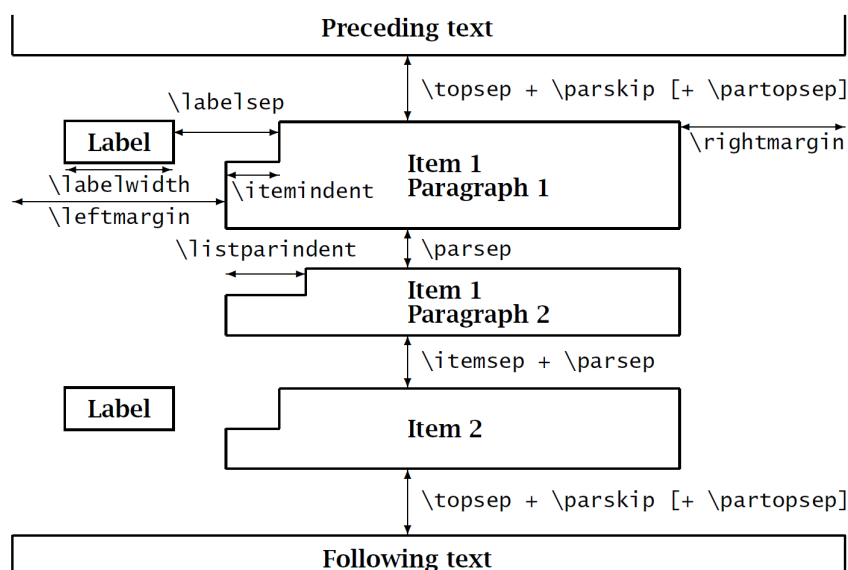 Preceding text
\topsep + \parskip [+ \partopsep]
\labelsep
Label
\rightmargin
Item 1
Paragraph 1
\labelwidth
\itemindent
\leftmargin
\listparindent
\parsep
Item 1
Paragraph 2
\itemsep + \parsep
Label
Item 2
\topsep + \parskip [+ \partopsep]
Following text